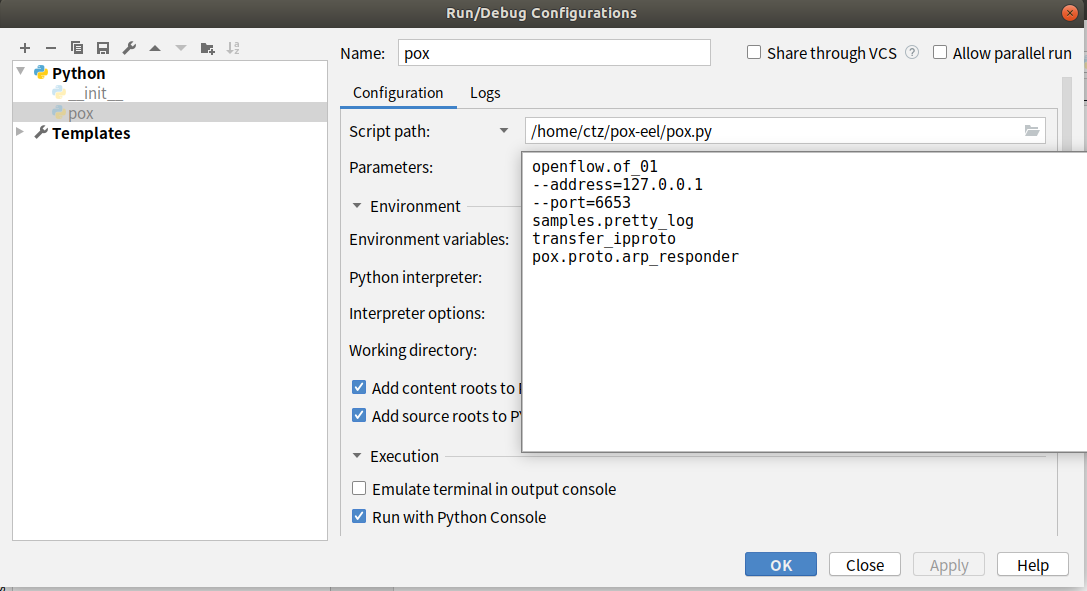 Run/Debug Configurations
Name: pox
Share through VCS ?
Allow parallel run
Python
__init__
pox
Templates
Configuration Logs
Script path: /home/ctz/pox-eel/pox.py
Parameters:
openflow.of_01
--address=127.0.0.1
--port=6653
samples.pretty_log
transfer_ipproto
pox.proto.arp_responder
Environment
Environment variables:
Python interpreter:
Interpreter options:
Working directory:
Add content roots to
Add source roots to
Execution
Emulate terminal in output console
Run with Python Console
OK Close Apply Help